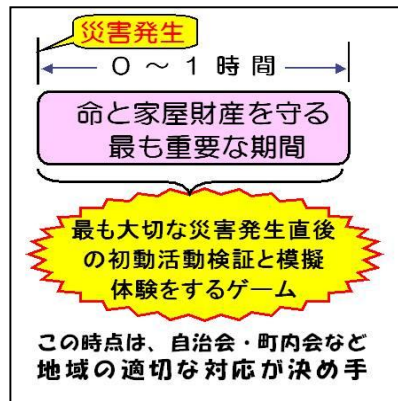 災害発生
０～１時間
命と家屋財産を守る
最も重要な期間
最も大切な災害発生直後
の初動活動検証と模擬
体験をするゲーム
この時点は、自治会・町内会など
地域の適切な対応が決め手